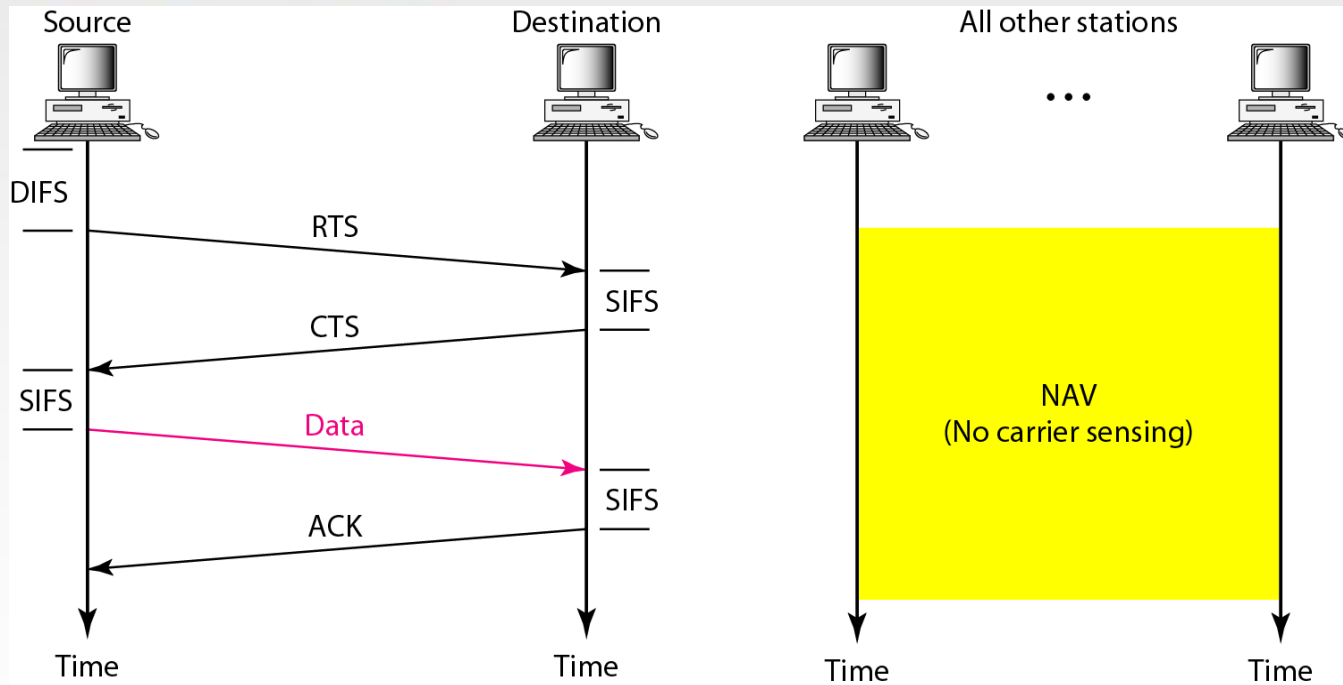 Source
Destination
All other stations
...
DIFS
RTS
SIFS
CTS
SIFS
Data
NAV
(No carrier sensing)
SIFS
ACK
Time
Time
Time
Time